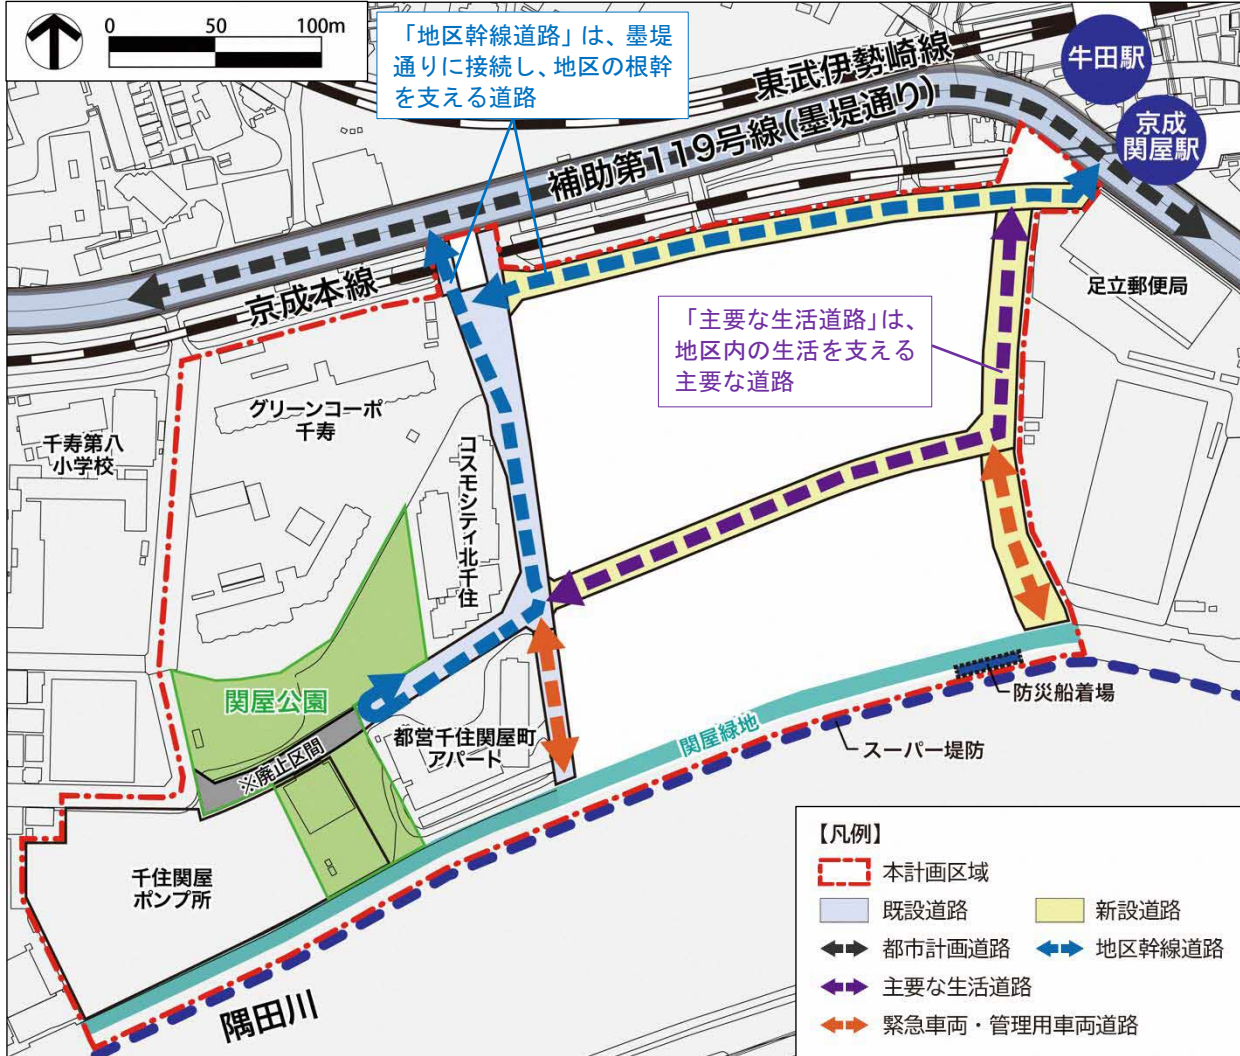 0 50 100m
「地区幹線道路」は、墨堤
通りに接続し、地区の根幹
を支える道路
東武伊勢崎線
牛田駅
京成
関屋駅
補助第119号線(墨堤通り)
京成本線
足立郵便局
「主要な生活道路」は、
地区内の生活を支える
主要な道路
グリーンコーポ
千寿
千寿第八
小学校
コスモシティ北千住
関屋公園
※廃止区間
都営千住関屋町
アパート
関屋緑地
防災船着場
スーパー堤防
千住関屋
ポンプ所
隅田川
【凡例】
本計画区域
既設道路 新設道路
都市計画道路 地区幹線道路
主要な生活道路
緊急車両・管理用車両道路